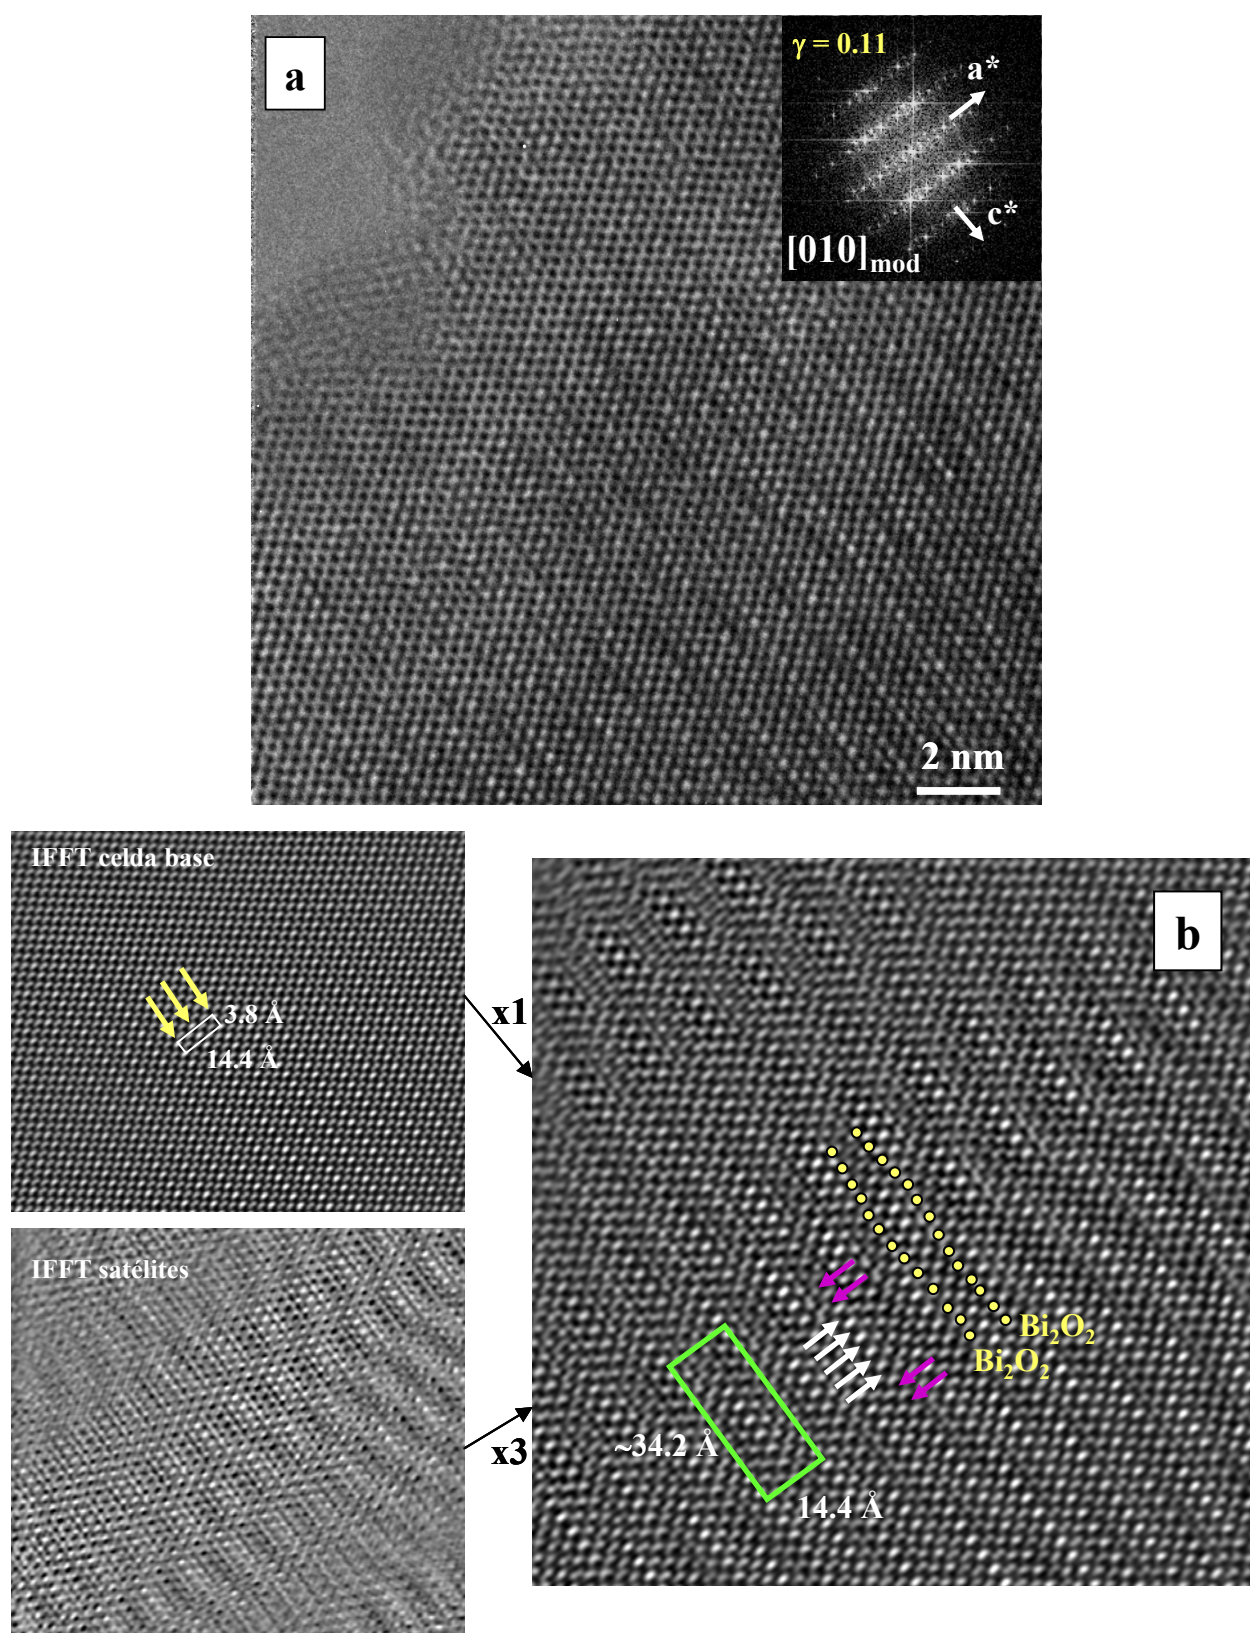 a
γ = 0.11
a*
c*
[010]mod
2 nm
IFFT celda base
3.8 Å
14.4 Å
x1
b
IFFT satélites
Bi₂O₂
Bi₂O₂
~34.2 Å
x3
14.4 Å